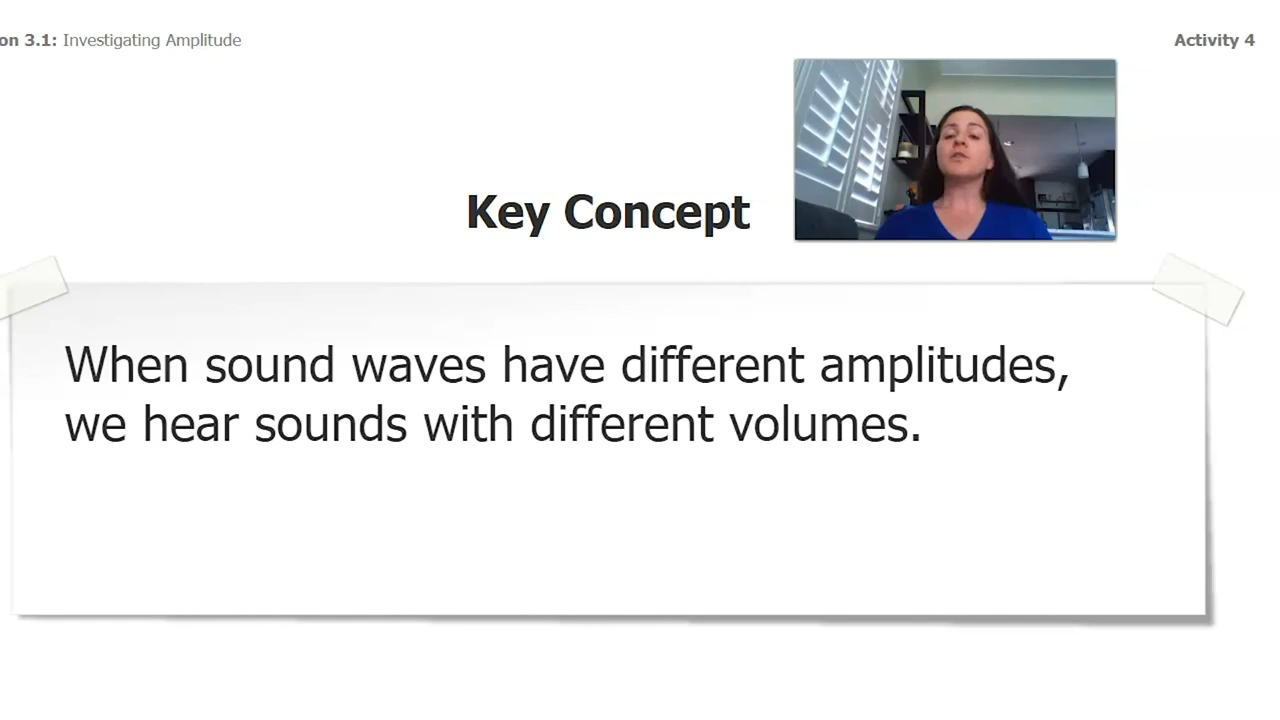 on 3.1: Investigating Amplitude
Activity 4
Key Concept
When sound waves have different amplitudes,
we hear sounds with different volumes.